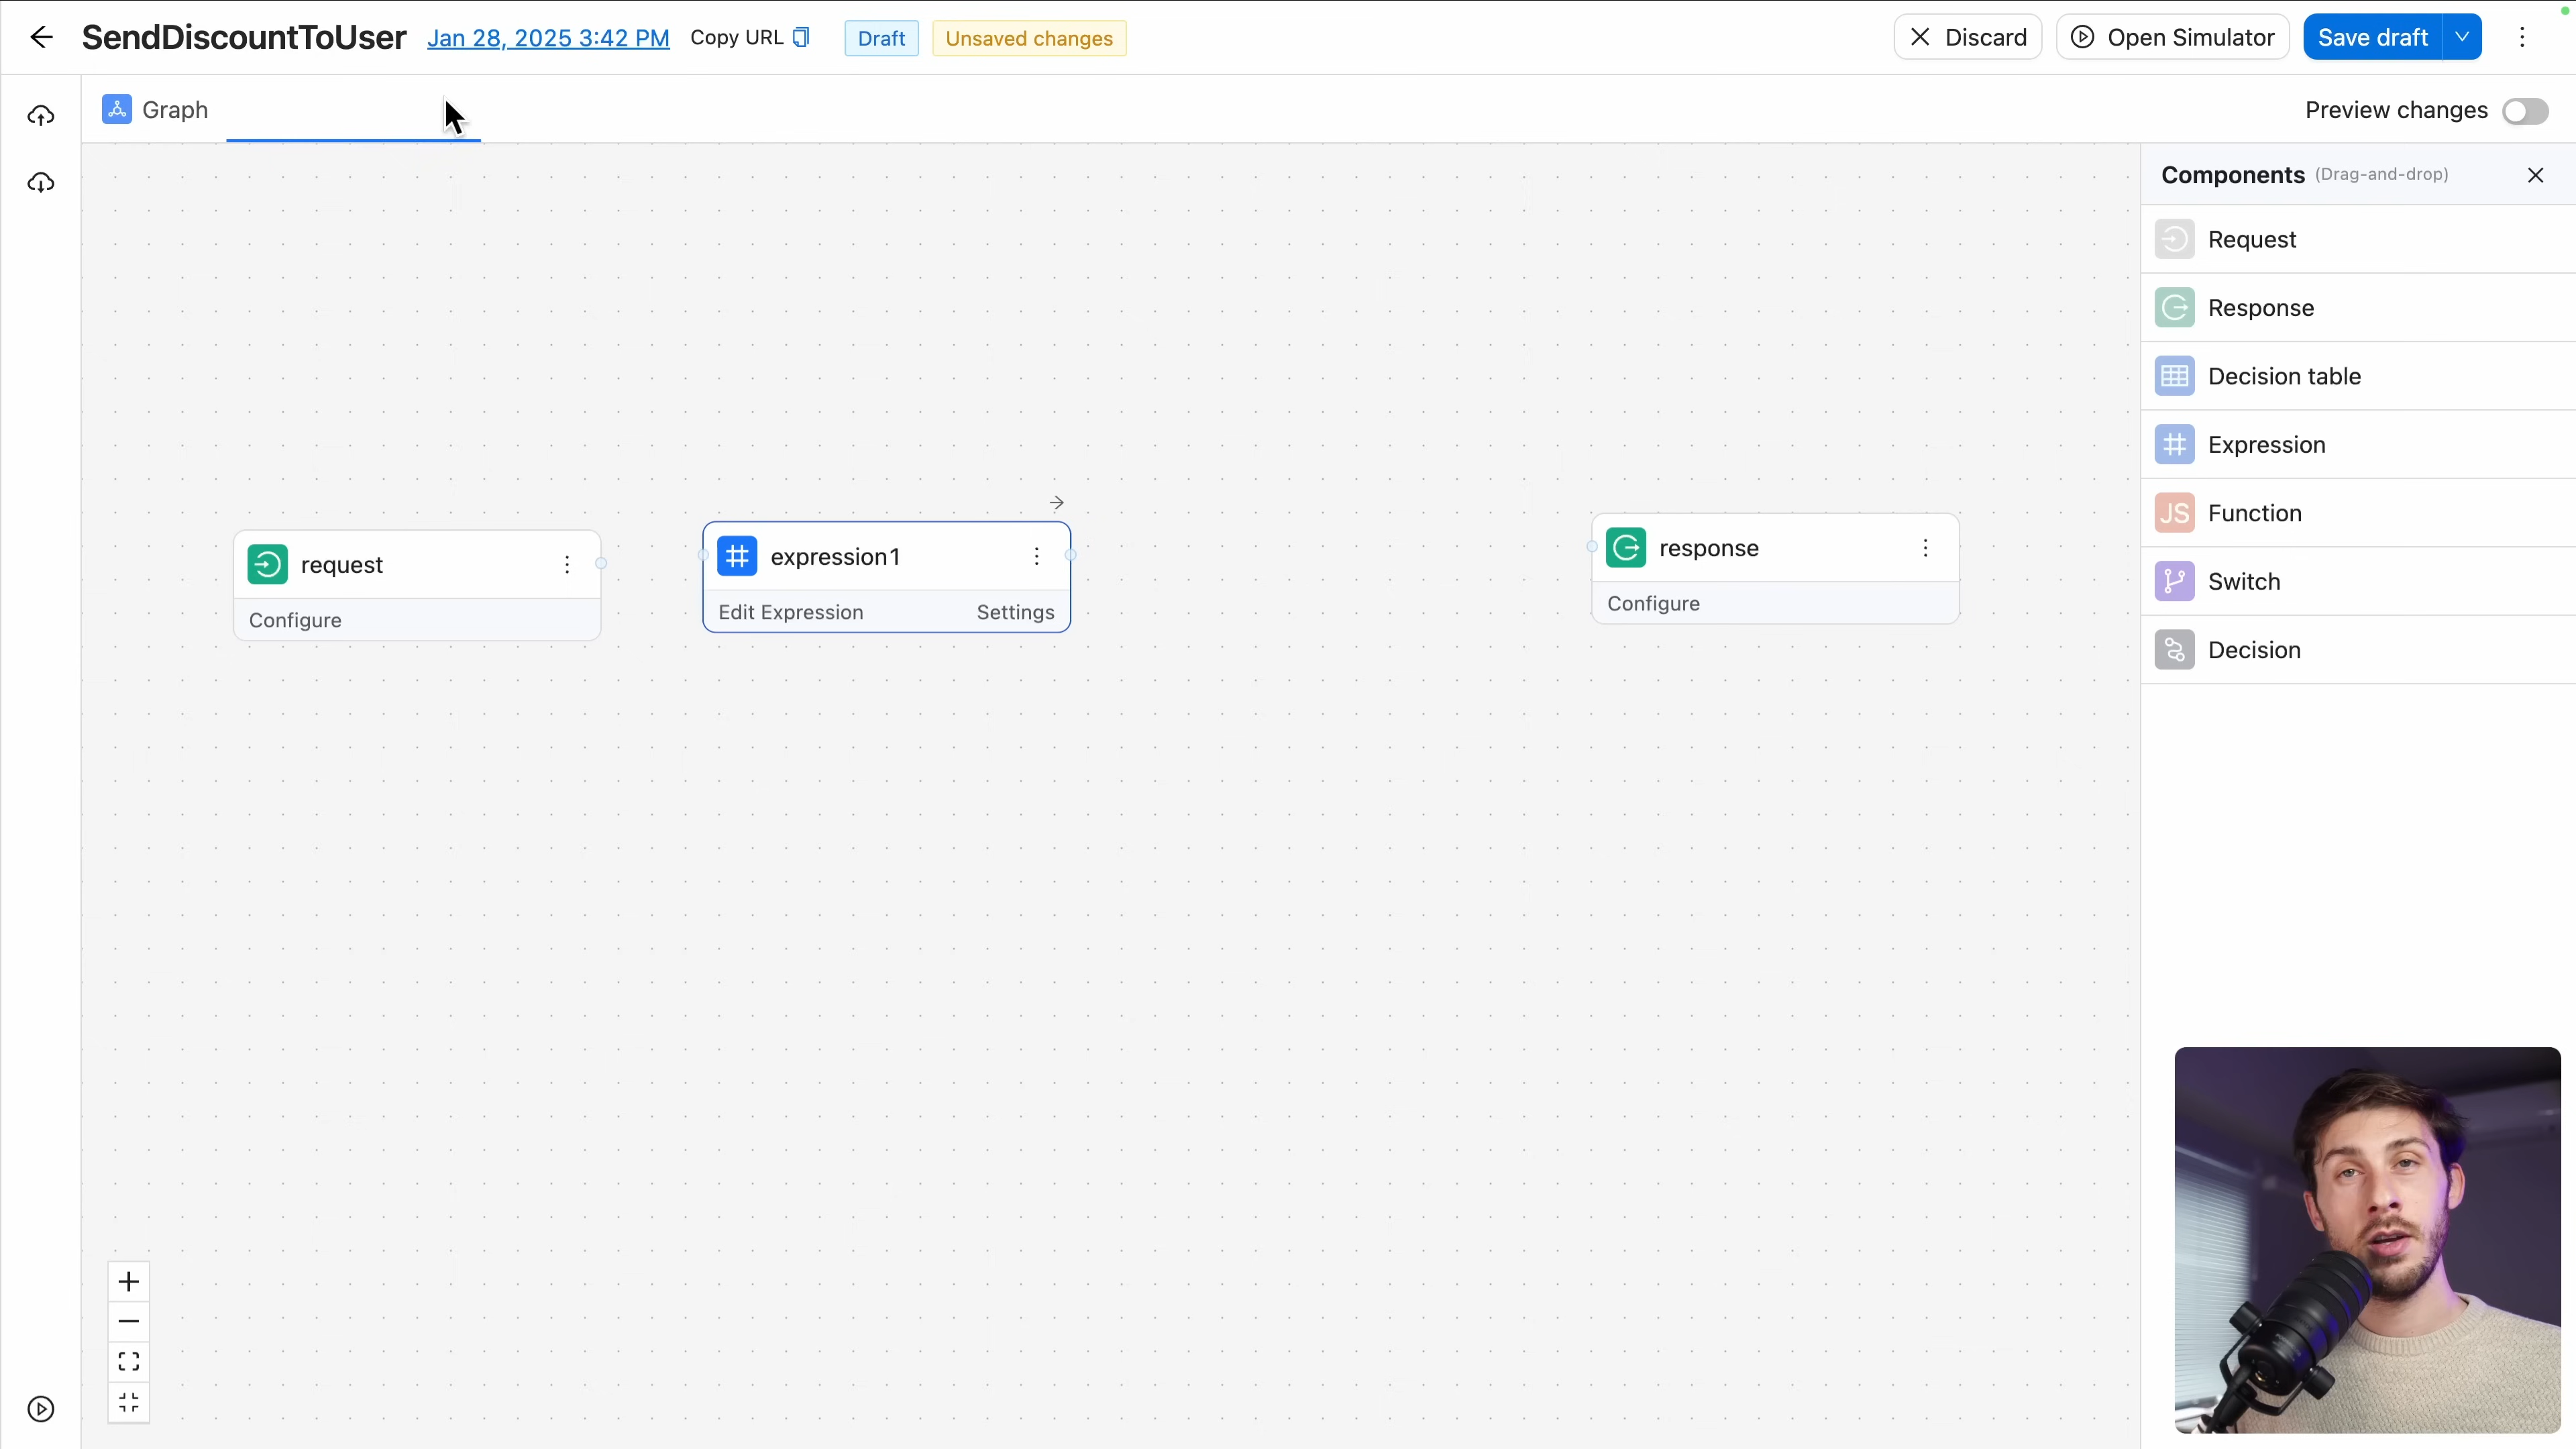 SendDiscountToUser Jan 28, 2025 3:42 PM Copy URL Draft Unsaved changes Discard Open Simulator Save draft
Graph Preview changes
Components (Drag-and-drop)
Request
Response
Decision table
Expression
JS Function
Switch
Decision
request
Configure
expression1
Edit Expression Settings
response
Configure